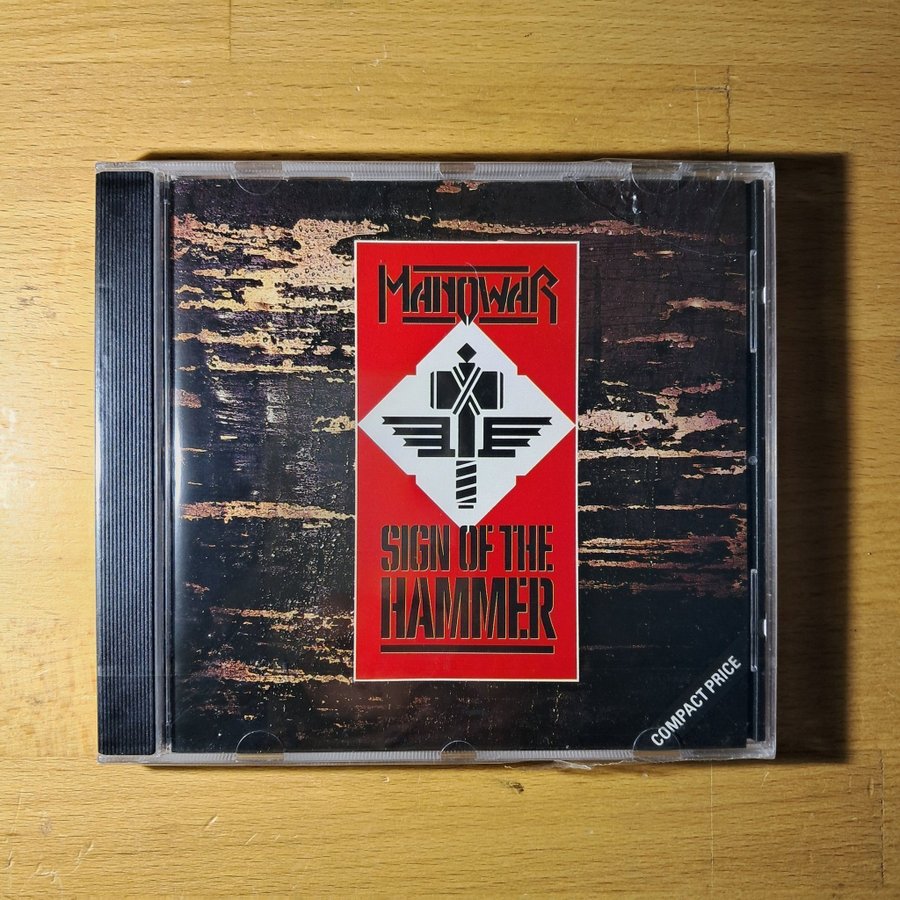 MANOWAR
SIGN OF THE
HAMMER
COMPACT PRICE